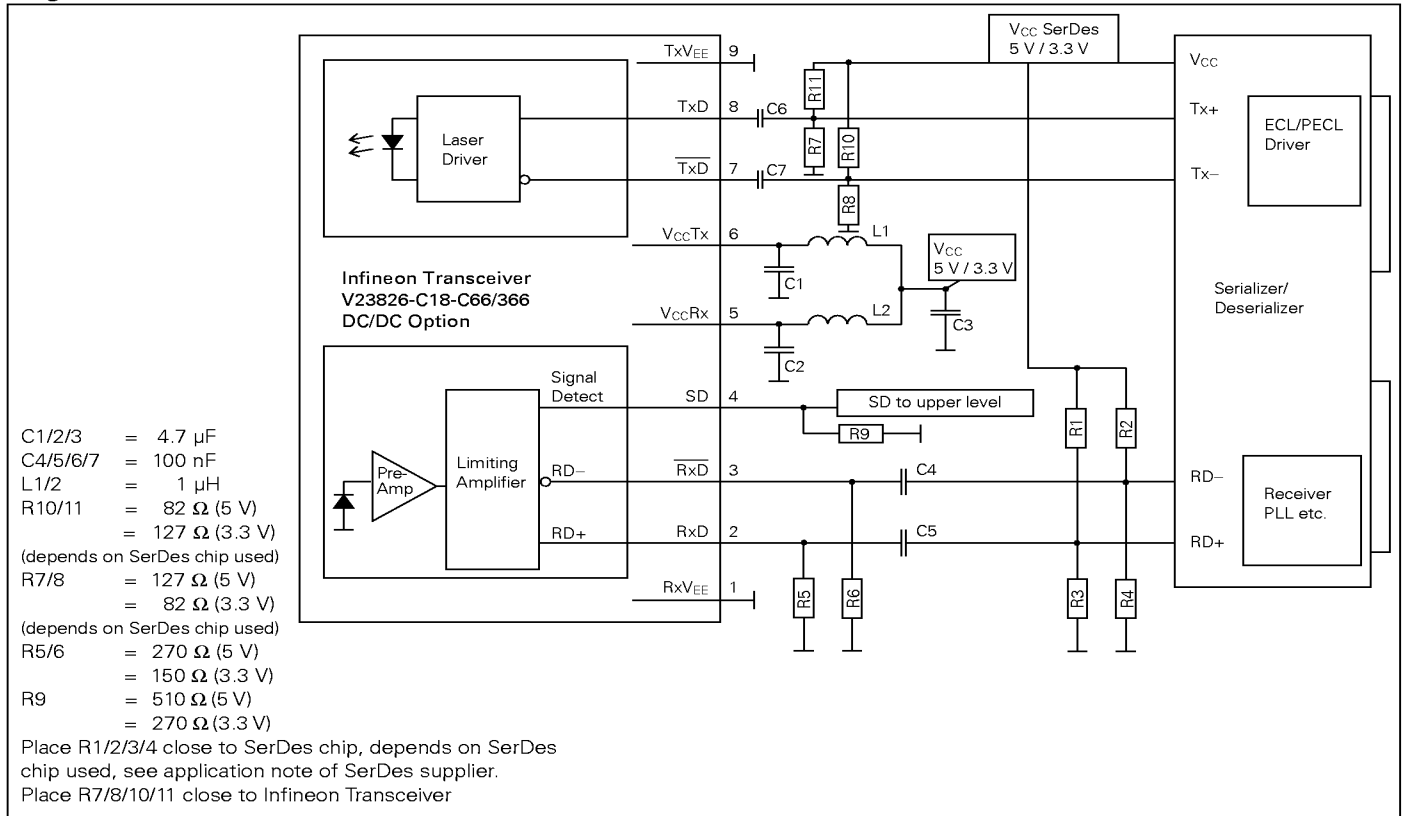 VCC SerDes
5 V / 3.3 V
TxVEE 9
VCC
R11
TxD 8 C6
Tx+
ECL/PECL
Driver
Laser
Driver
R7
R10
TxD 7 C7
Tx–
R8
VCCTx 6
L1
VCC
5 V / 3.3 V
C1
Infineon Transceiver
V23826-C18-C66/366
DC/DC Option
Serializer/
Deserializer
VCCRx 5
L2
C3
C2
Signal
Detect
SD 4
SD to upper level
R9
R1
R2
Pre-
Amp
Limiting
Amplifier
RD–
RxD 3
C4
RD–
Receiver
PLL etc.
RD+
RxD 2
C5
RD+
RxVEE 1
R5
R6
R3
R4
C1/2/3 = 4.7 µF
C4/5/6/7 = 100 nF
L1/2 = 1 µH
R10/11 = 82 Ω (5 V)
= 127 Ω (3.3 V)
(depends on SerDes chip used)
R7/8 = 127 Ω (5 V)
= 82 Ω (3.3 V)
(depends on SerDes chip used)
R5/6 = 270 Ω (5 V)
= 150 Ω (3.3 V)
R9 = 510 Ω (5 V)
= 270 Ω (3.3 V)
Place R1/2/3/4 close to SerDes chip, depends on SerDes
chip used, see application note of SerDes supplier.
Place R7/8/10/11 close to Infineon Transceiver